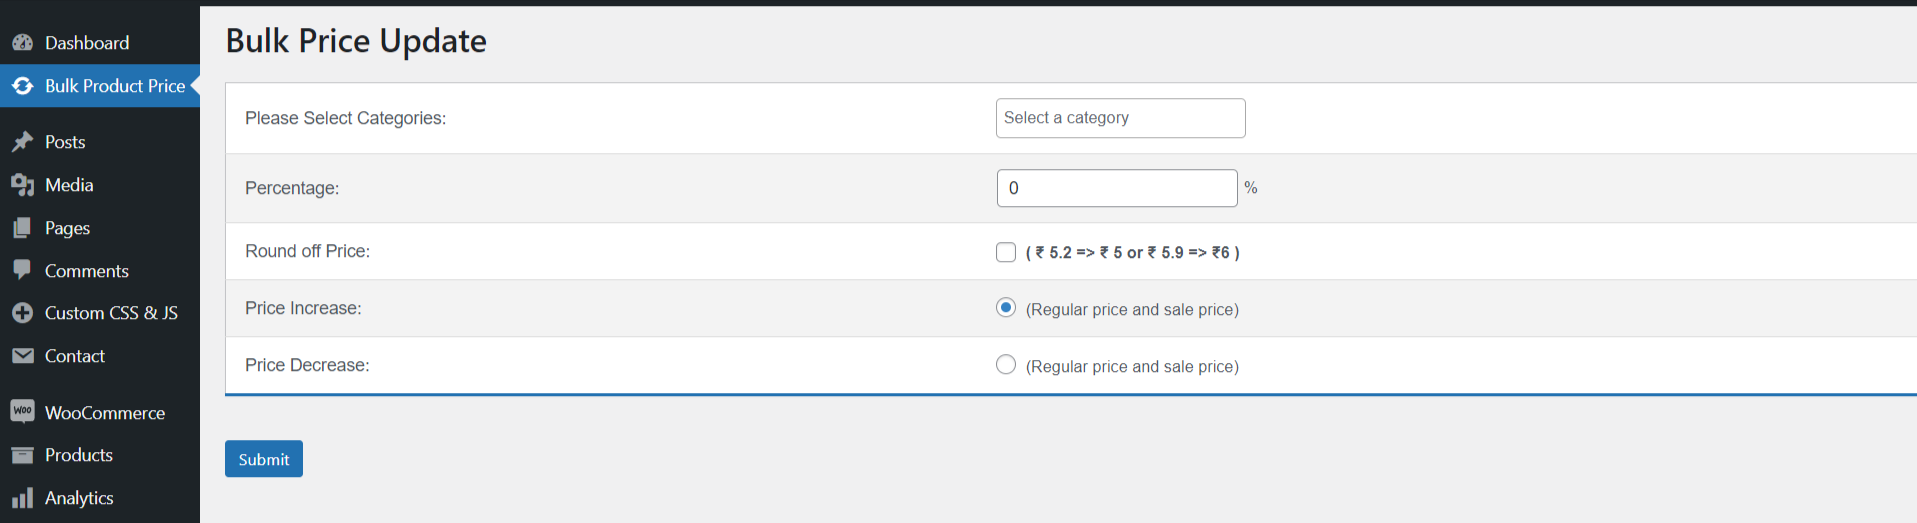 Dashboard
Bulk Product Price
Posts
Media
Pages
Comments
Custom CSS & JS
Contact
Woo WooCommerce
Products
Analytics
Bulk Price Update
Please Select Categories: Select a category
Percentage: 0 %
Round off Price: ( ₹ 5.2 => ₹ 5 or ₹ 5.9 => ₹6 )
Price Increase: (Regular price and sale price)
Price Decrease: (Regular price and sale price)
Submit